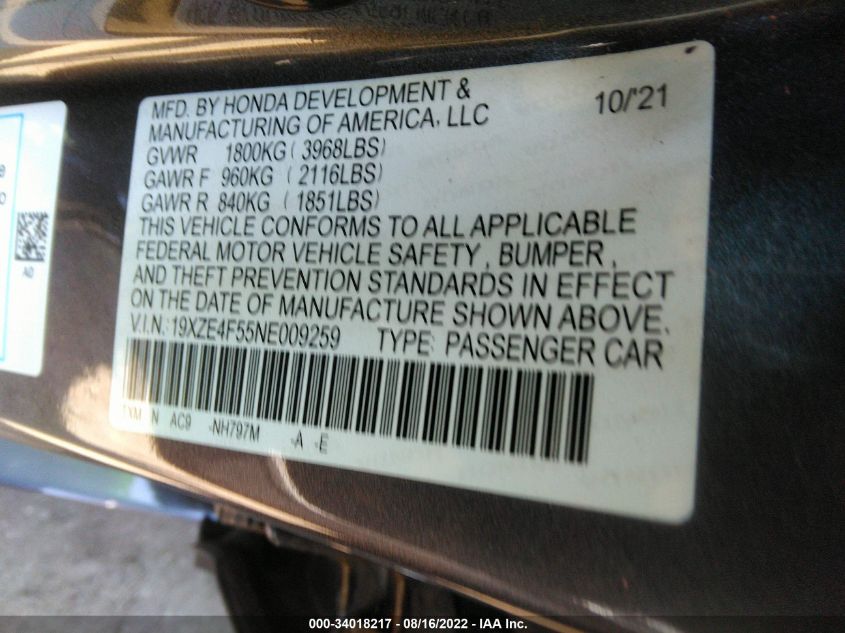 MFD. BY HONDA DEVELOPMENT & 10/'21
MANUFACTURING OF AMERICA, LLC
GVWR 1800KG ( 3968LBS)
GAWR F 960KG ( 2116LBS)
GAWR R 840KG ( 1851LBS)
THIS VEHICLE CONFORMS TO ALL APPLICABLE
FEDERAL MOTOR VEHICLE SAFETY, BUMPER,
AND THEFT PREVENTION STANDARDS IN EFFECT
ON THE DATE OF MANUFACTURE SHOWN ABOVE.
V.I.N.: 19XZE4F55NE009259 TYPE: PASSENGER CAR
TXM N AC9 -NH797M -A -E
A0
000-34018217 - 08/16/2022 - IAA Inc.